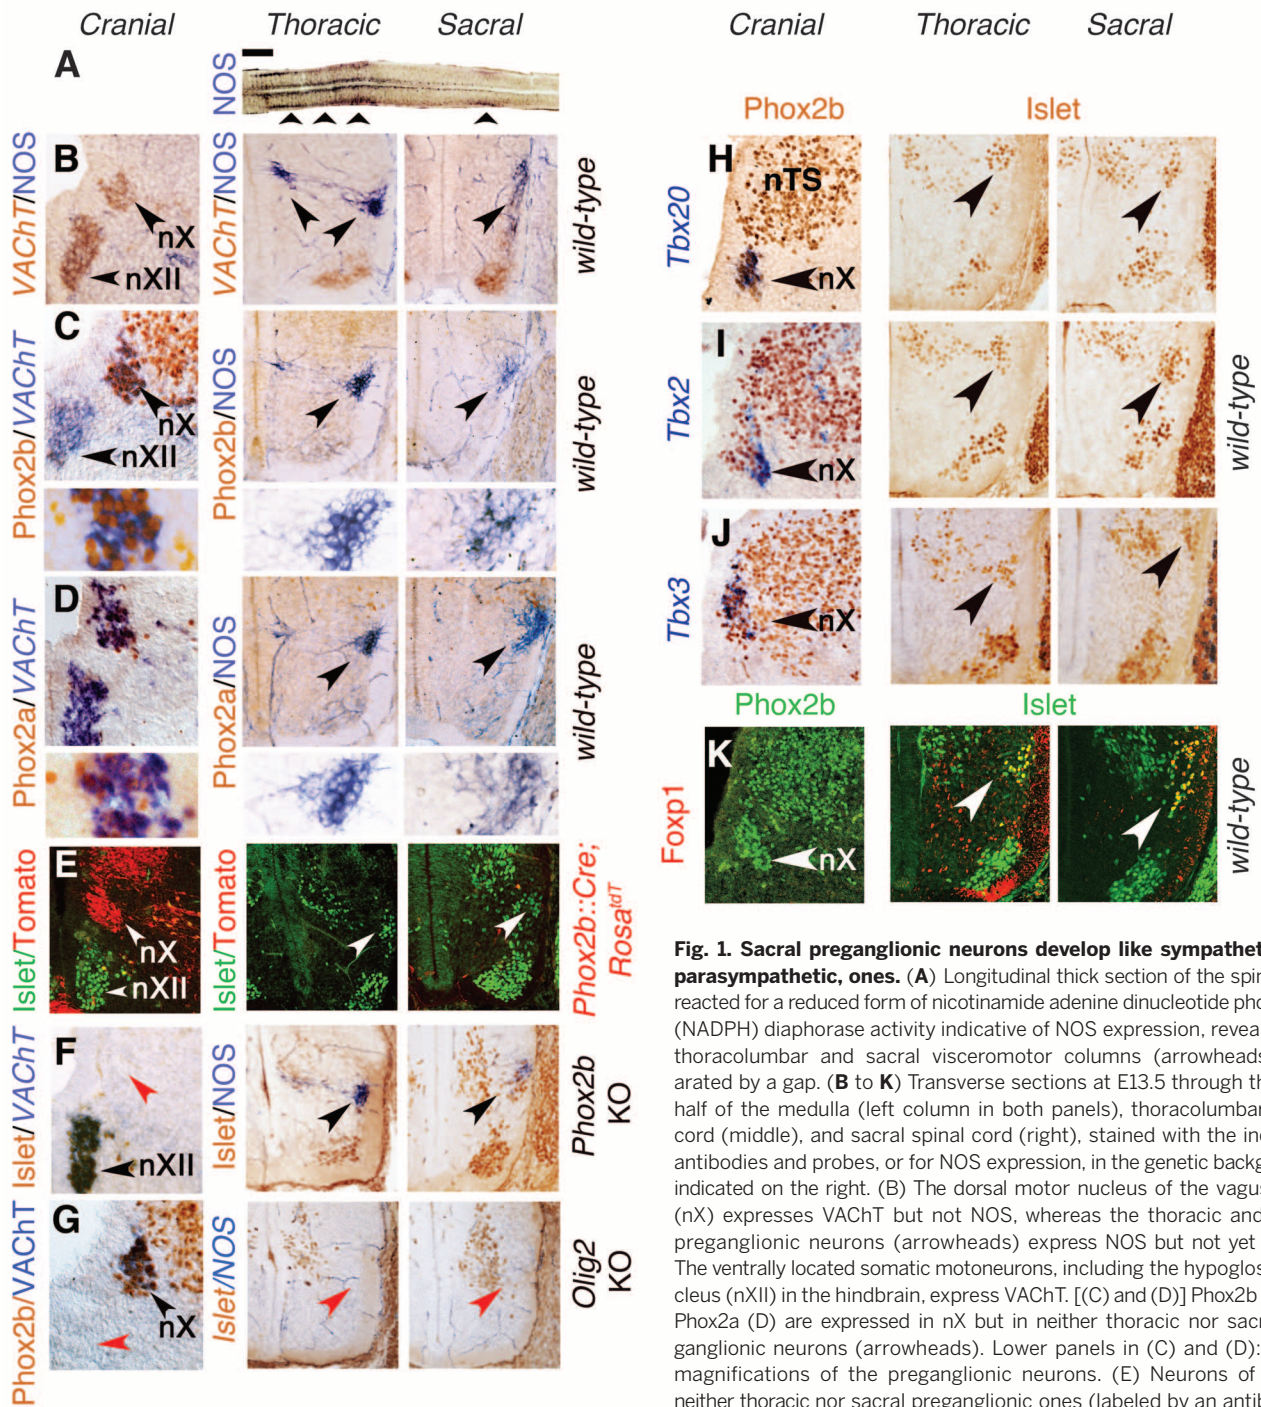 Cranial
Thoracic
Sacral
A
NOS
B
VAChT/NOS
nX
nXII
VAChT/NOS
wild-type
C
Phox2b/VAChT
nX
nXII
Phox2b/NOS
wild-type
D
Phox2a/VAChT
Phox2a/NOS
wild-type
E
Islet/Tomato
nX
nXII
Islet/Tomato
Phox2b::Cre;
Rosa^tdT
F
Islet/VAChT
nXII
Islet/NOS
Phox2b
KO
G
Phox2b/VAChT
nX
Islet/NOS
Olig2
KO
Cranial
Thoracic
Sacral
Phox2b
Islet
H
nTS
Tbx20
nX
I
Tbx2
nX
wild-type
J
Tbx3
nX
Phox2b
Islet
K
Foxp1
nX
wild-type
Fig. 1. Sacral preganglionic neurons develop like sympathet
parasympathetic, ones. (A) Longitudinal thick section of the spin
reacted for a reduced form of nicotinamide adenine dinucleotide pho
(NADPH) diaphorase activity indicative of NOS expression, revea
thoracolumbar and sacral visceromotor columns (arrowheads
arated by a gap. (B to K) Transverse sections at E13.5 through th
half of the medulla (left column in both panels), thoracolumbar
cord (middle), and sacral spinal cord (right), stained with the ind
antibodies and probes, or for NOS expression, in the genetic backg
indicated on the right. (B) The dorsal motor nucleus of the vagus
(nX) expresses VAChT but not NOS, whereas the thoracic and
preganglionic neurons (arrowheads) express NOS but not yet
The ventrally located somatic motoneurons, including the hypoglos
cleus (nXII) in the hindbrain, express VAChT. [(C) and (D)] Phox2b
Phox2a (D) are expressed in nX but in neither thoracic nor sacr
ganglionic neurons (arrowheads). Lower panels in (C) and (D):
magnifications of the preganglionic neurons. (E) Neurons of
neither thoracic nor sacral preganglionic ones (labeled by an antib